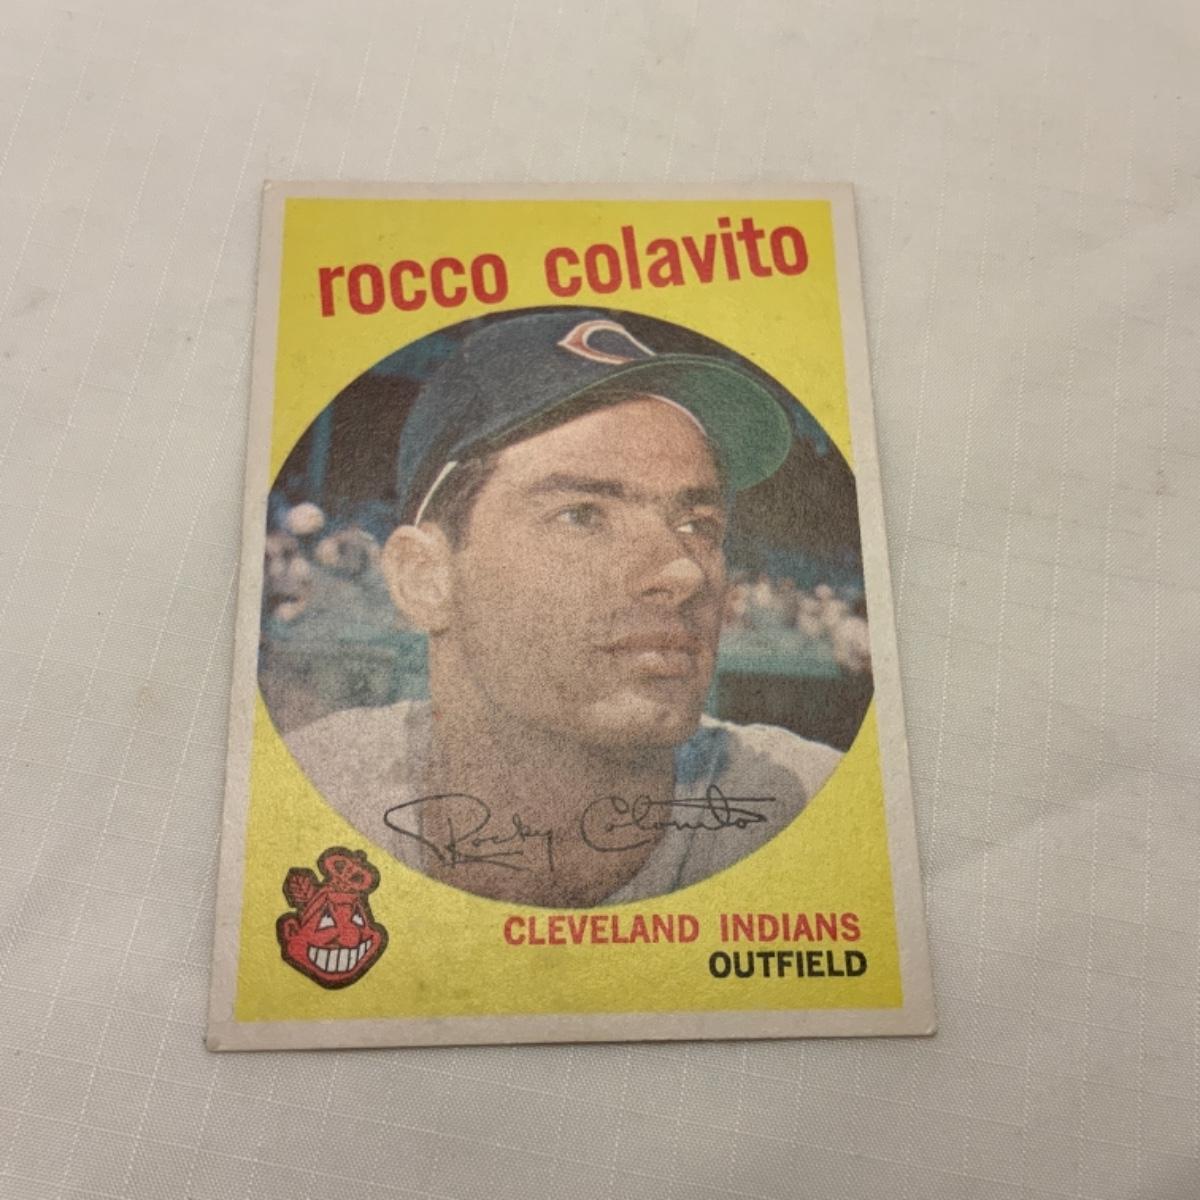 rocco colavito
C
Rocky Colavito
CLEVELAND INDIANS
OUTFIELD